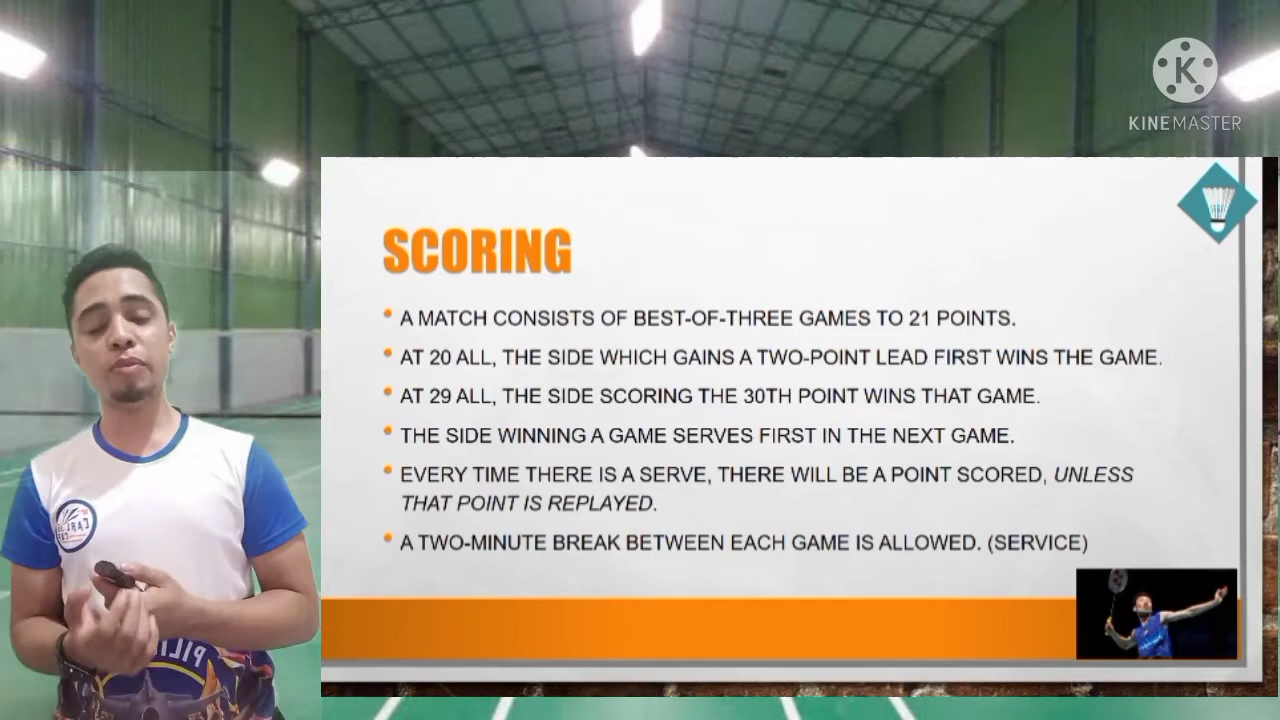 KINEMASTER
SCORING
• A MATCH CONSISTS OF BEST-OF-THREE GAMES TO 21 POINTS.
• AT 20 ALL, THE SIDE WHICH GAINS A TWO-POINT LEAD FIRST WINS THE GAME.
• AT 29 ALL, THE SIDE SCORING THE 30TH POINT WINS THAT GAME.
• THE SIDE WINNING A GAME SERVES FIRST IN THE NEXT GAME.
• EVERY TIME THERE IS A SERVE, THERE WILL BE A POINT SCORED, UNLESS
THAT POINT IS REPLAYED.
• A TWO-MINUTE BREAK BETWEEN EACH GAME IS ALLOWED. (SERVICE)